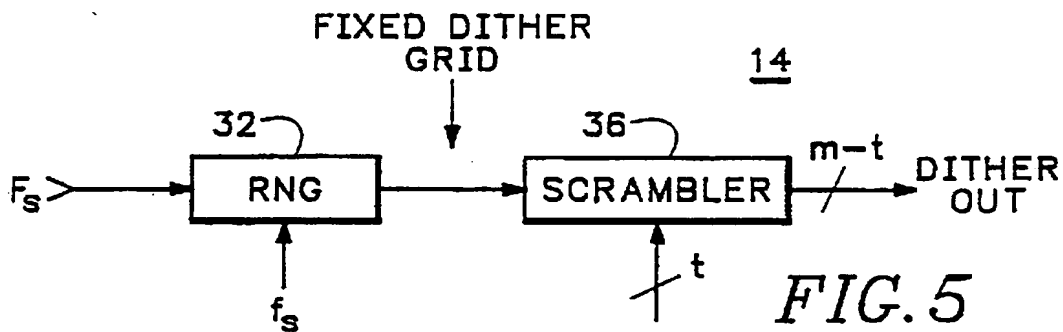 FIXED DITHER
GRID
14
32
36
Fs
RNG
SCRAMBLER
m-t
DITHER
OUT
fs
t
FIG. 5